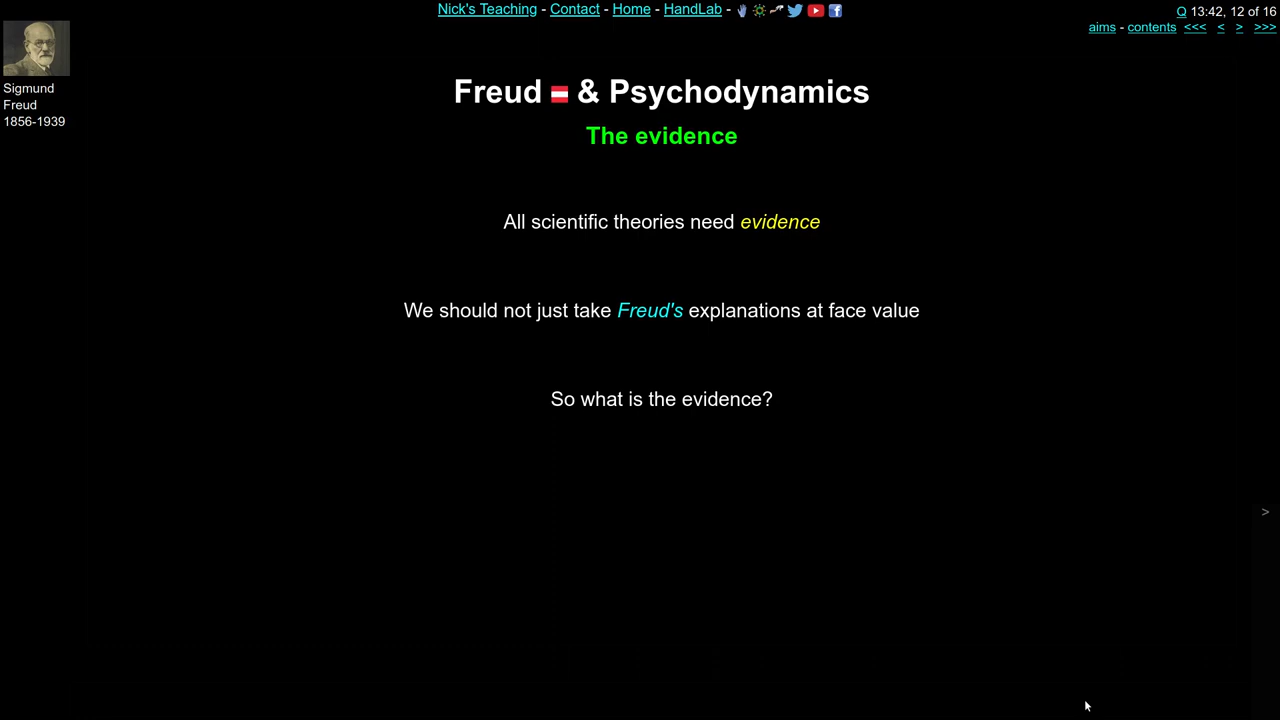 Nick's Teaching - Contact - Home - HandLab -
Q 13:42, 12 of 16
aims - contents <<< < > >>>
Sigmund
Freud
1856-1939
Freud & Psychodynamics
The evidence
All scientific theories need evidence
We should not just take Freud's explanations at face value
So what is the evidence?
>